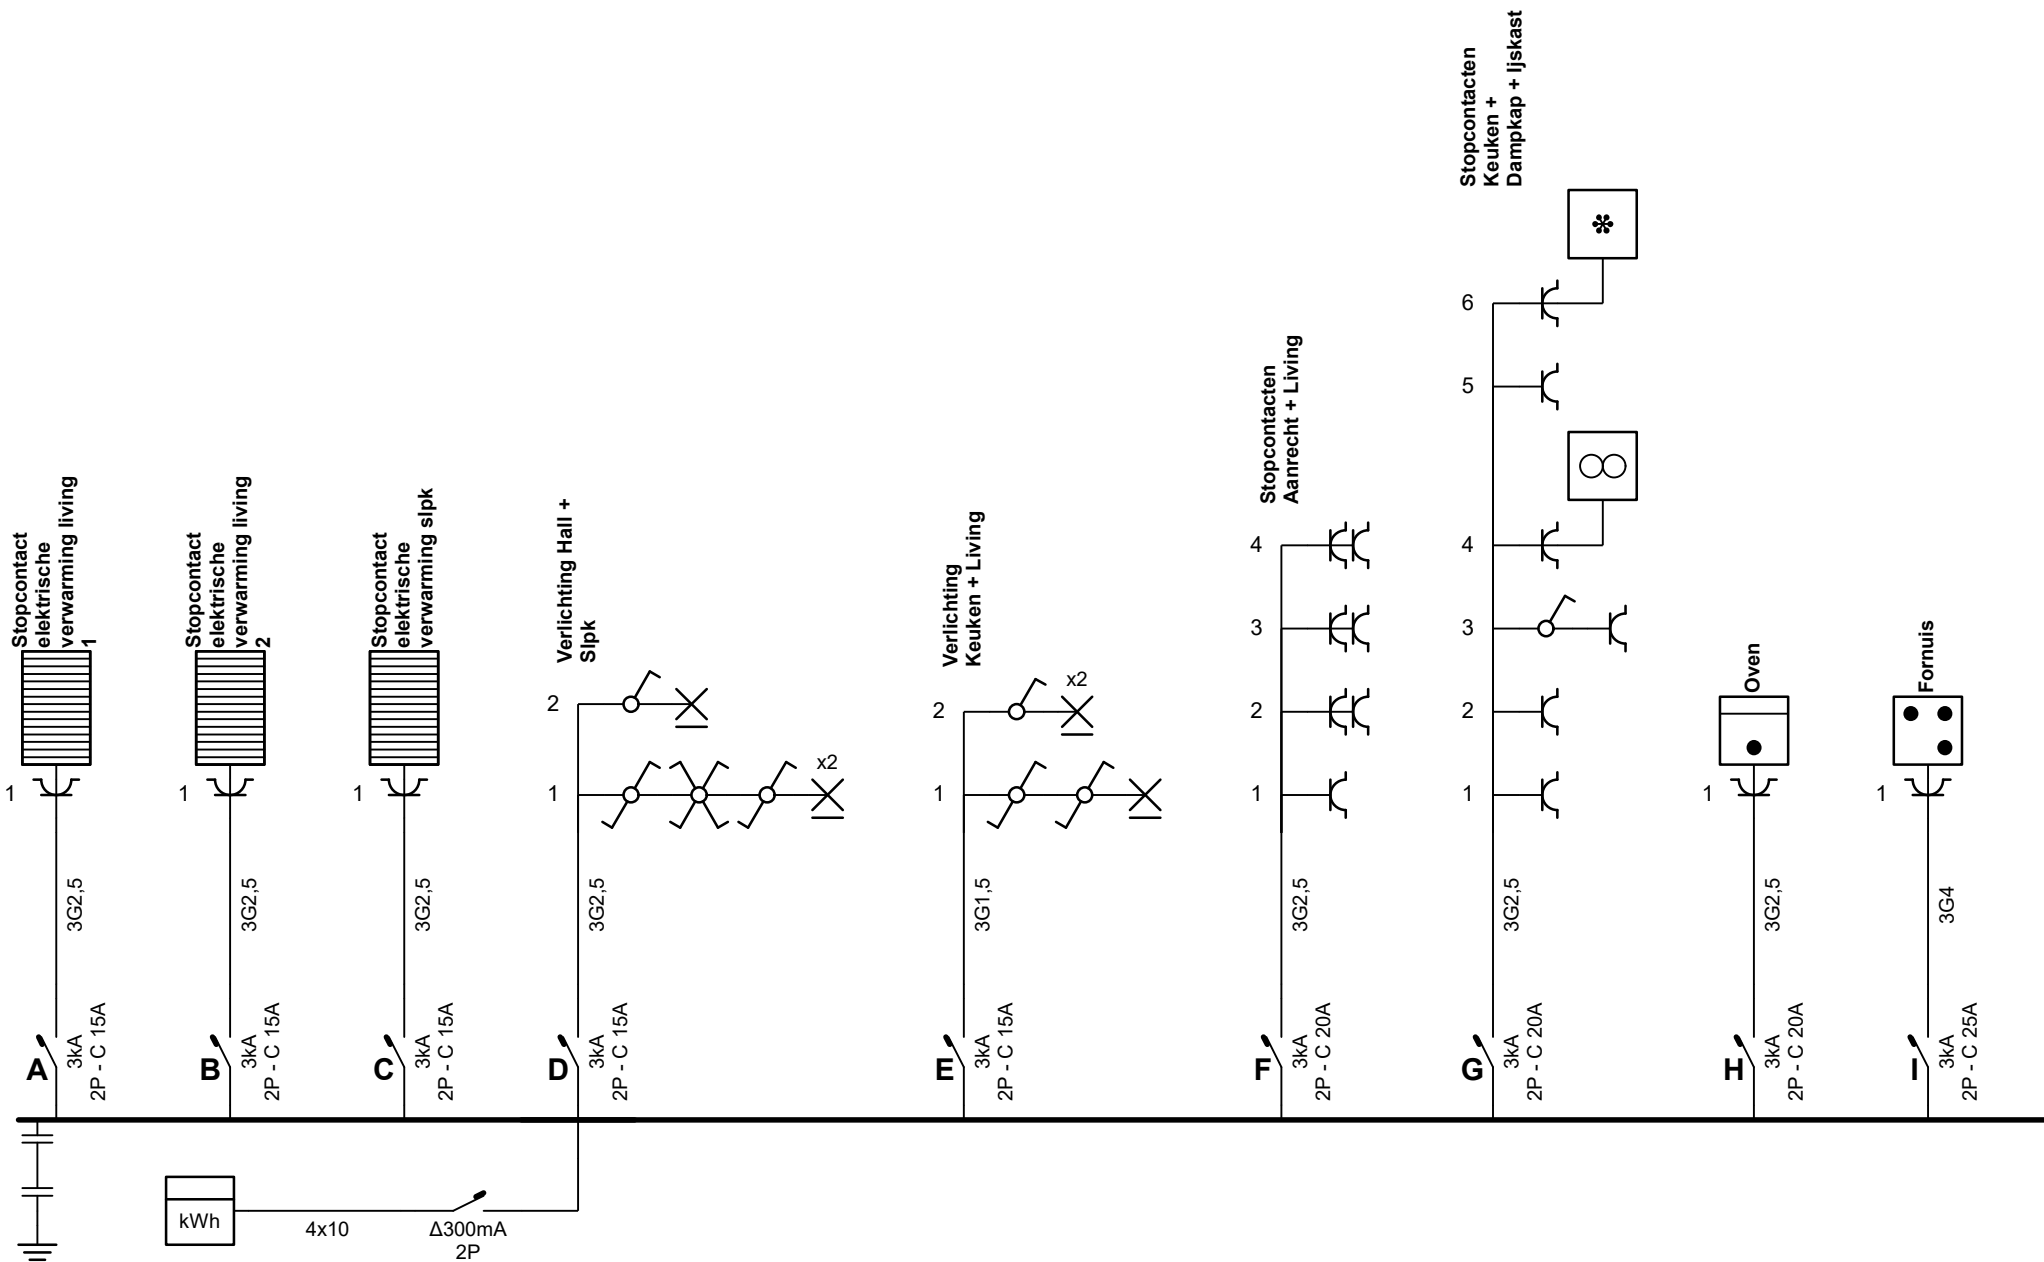 Stopcontact
elektrische
verwarming living
1
1
3G2,5
A
3kA
2P - C 15A
Stopcontact
elektrische
verwarming living
2
1
3G2,5
B
3kA
2P - C 15A
Stopcontact
elektrische
verwarming slpk
1
3G2,5
C
3kA
2P - C 15A
Verlichting Hall +
Slpk
2
1
x2
3G2,5
D
3kA
2P - C 15A
Verlichting
Keuken + Living
2
x2
1
3G1,5
E
3kA
2P - C 15A
Stopcontacten
Aanrecht + Living
4
3
2
1
3G2,5
F
3kA
2P - C 20A
Stopcontacten
Keuken +
Dampkap + Ijskast
6
5
4
3
2
1
3G2,5
G
3kA
2P - C 20A
Oven
1
3G2,5
H
3kA
2P - C 20A
Fornuis
1
3G4
I
3kA
2P - C 25A
kWh
4x10
Δ300mA
2P